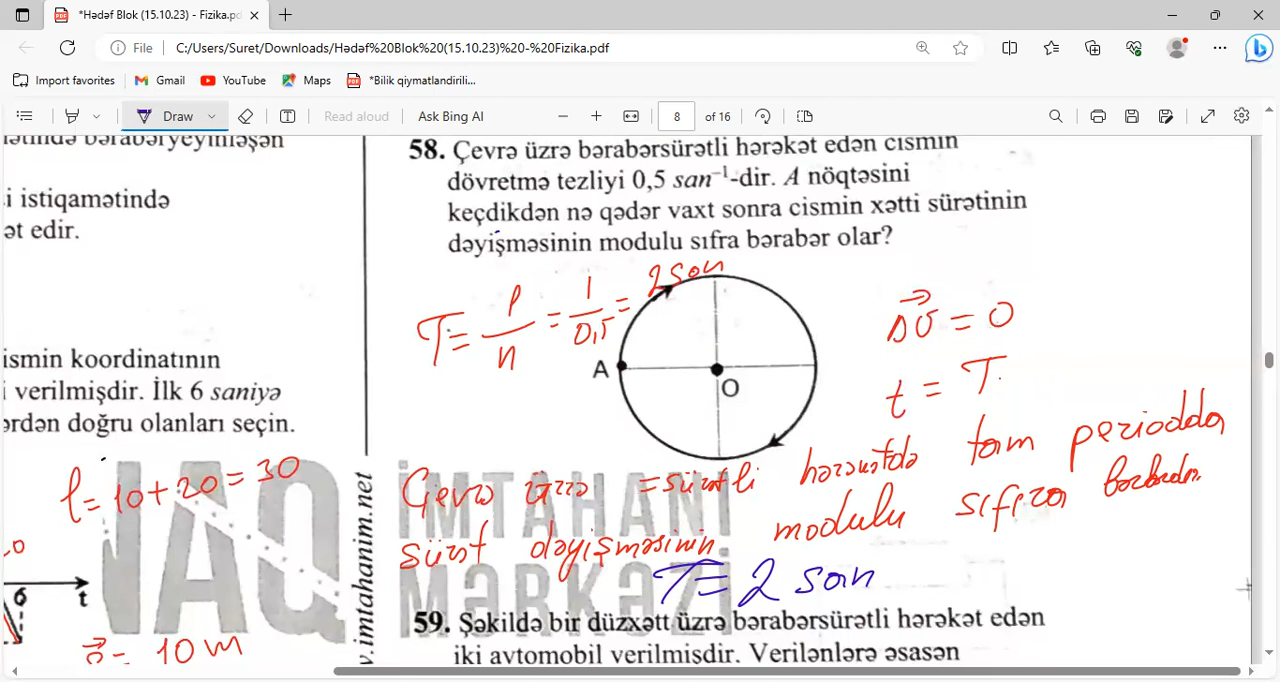 *Hədəf Blok (15.10.23) - Fizika.pd
File C:/Users/Suret/Downloads/Hədəf%20Blok%20(15.10.23)%20-%20Fizika.pdf
Import favorites Gmail YouTube Maps *Bilik qiymatlandirili...
Draw Read aloud Ask Bing AI 8 of 16
bərabəryeyinləşən
i istiqamətində
ət edir.
ismin koordinatının
i verilmişdir. İlk 6 saniyə
ərdən doğru olanları seçin.
l = 10 + 20 = 30
6
t
= 10 m
v.imtahanim.net
58. Çevrə üzrə bərabərsürətli hərəkət edən cismin
dövretmə tezliyi 0,5 san⁻¹-dir. A nöqtəsini
keçdikdən nə qədər vaxt sonra cismin xətti sürətinin
dəyişməsinin modulu sıfra bərabər olar?
T = 1/n = 1/0,5 = 2 san
A
O
Δv⃗ = 0
t = T
Çevrə üzrə =sürətli hərəkətdə tam perioddа
sürət dəyişməsinin modulu sıfıra bərabərdir.
T = 2 san
İMTAHAN
MƏRKƏZİ
59. Şəkildə bir düzxətt üzrə bərabərsürətli hərəkət edən
iki avtomobil verilmişdir. Verilənlərə əsasən